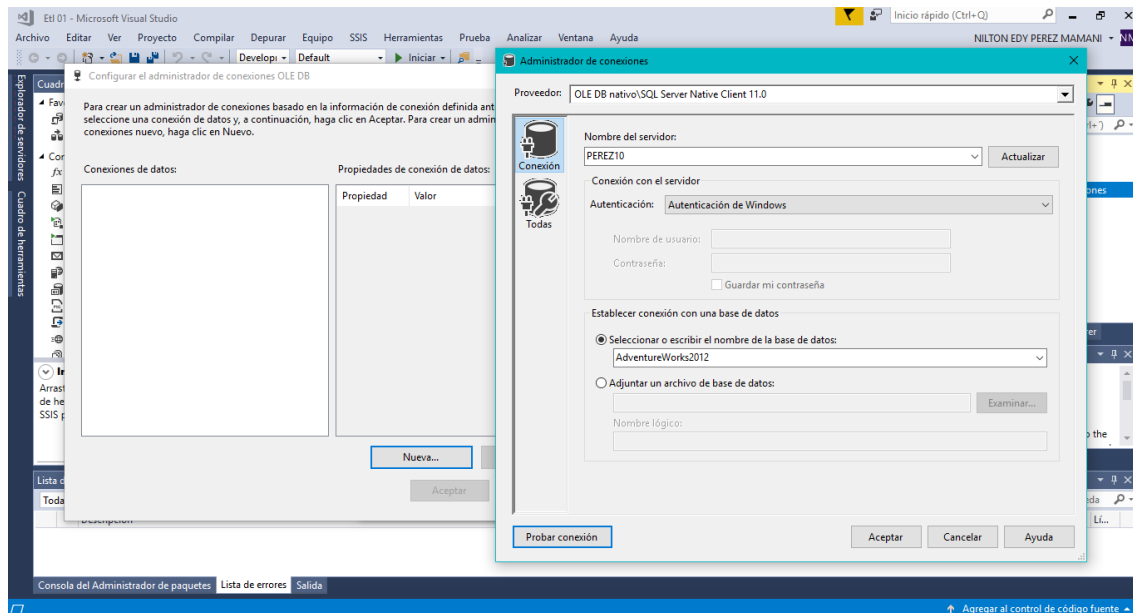 Etl 01 - Microsoft Visual Studio
Inicio rápido (Ctrl+Q)
Archivo Editar Ver Proyecto Compilar Depurar Equipo SSIS Herramientas Prueba Analizar Ventana Ayuda
NILTON EDY PEREZ MAMANI
Default
Iniciar
Explorador de servidores
Cuadro de herramientas
Configurar el administrador de conexiones OLE DB
Para crear un administrador de conexiones basado en la información de conexión definida ant
seleccione una conexión de datos y, a continuación, haga clic en Aceptar. Para crear un admin
conexiones nuevo, haga clic en Nuevo.
Conexiones de datos:
Propiedades de conexión de datos:
Propiedad Valor
Nueva...
Aceptar
Arrast
de he
SSIS
Administrador de conexiones
Proveedor: OLE DB nativo\SQL Server Native Client 11.0
Conexión
Todas
Nombre del servidor:
PEREZ10
Actualizar
Conexión con el servidor
Autenticación: Autenticación de Windows
Nombre de usuario:
Contraseña:
Guardar mi contraseña
Establecer conexión con una base de datos
Seleccionar o escribir el nombre de la base de datos:
AdventureWorks2012
Adjuntar un archivo de base de datos:
Examinar...
Nombre lógico:
Probar conexión
Aceptar Cancelar Ayuda
Lista d
Toda
the
Lí...
Consola del Administrador de paquetes Lista de errores Salida
Agregar al control de código fuente